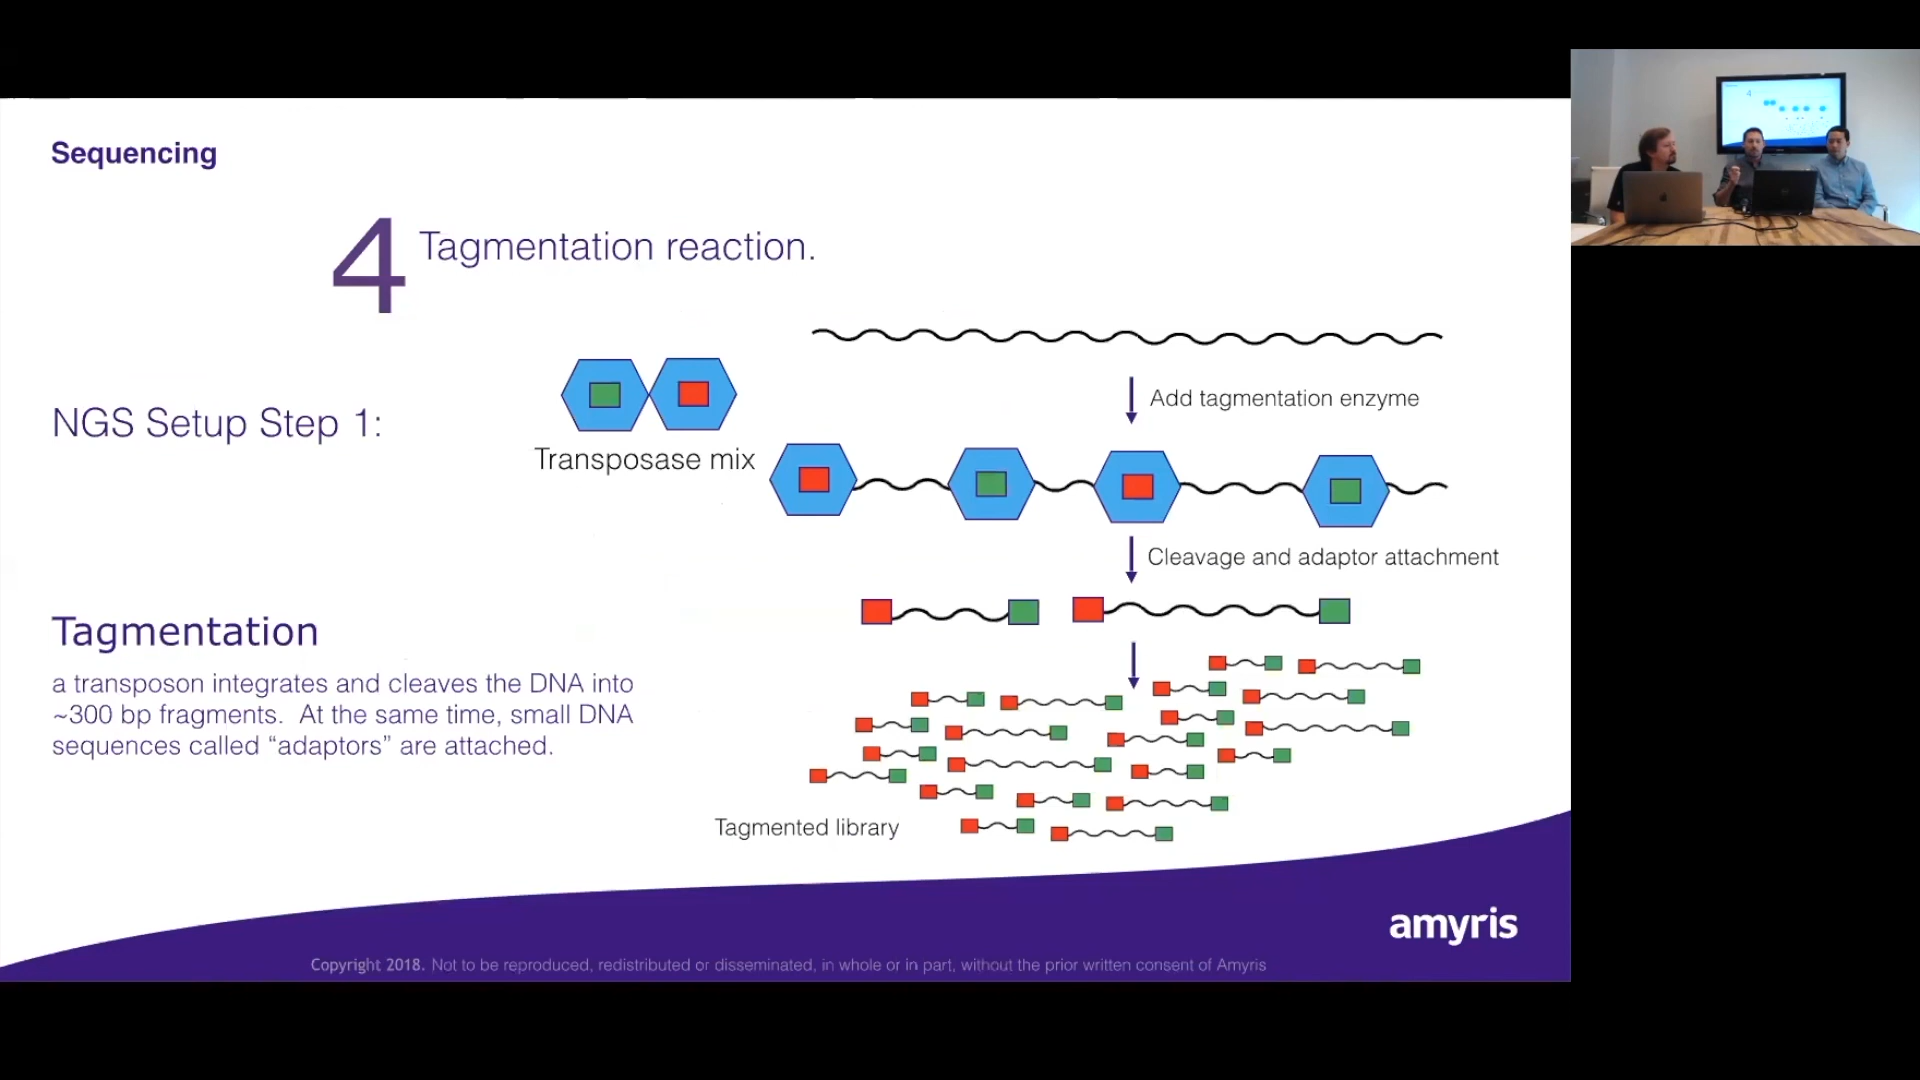 Sequencing
4 Tagmentation reaction.
Add tagmentation enzyme
NGS Setup Step 1:
Transposase mix
Cleavage and adaptor attachment
Tagmentation
a transposon integrates and cleaves the DNA into
~300 bp fragments.  At the same time, small DNA
sequences called “adaptors” are attached.
Tagmented library
amyris
Copyright 2018. Not to be reproduced, redistributed or disseminated, in whole or in part, without the prior written consent of Amyris